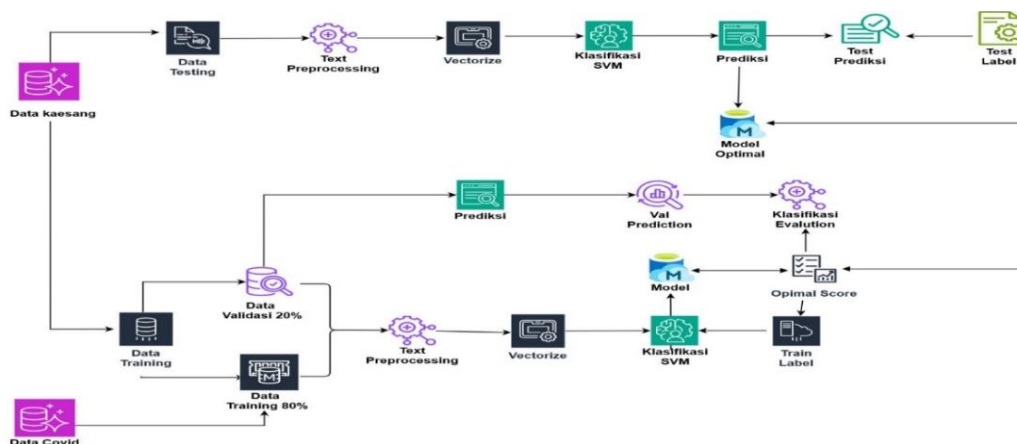 Data
Testing
Text
Preprocessing
Vectorize
Klasifikasi
SVM
Prediksi
Test
Prediksi
Test
Label
Data kaesang
Model
Optimal
Prediksi
Val
Prediction
Klasifikasi
Evalution
Data
Validasi 20%
Model
Opimal Score
Data
Training
Text
Preprocessing
Vectorize
Klasifikasi
SVM
Train
Label
Data
Training 80%
Data Covid